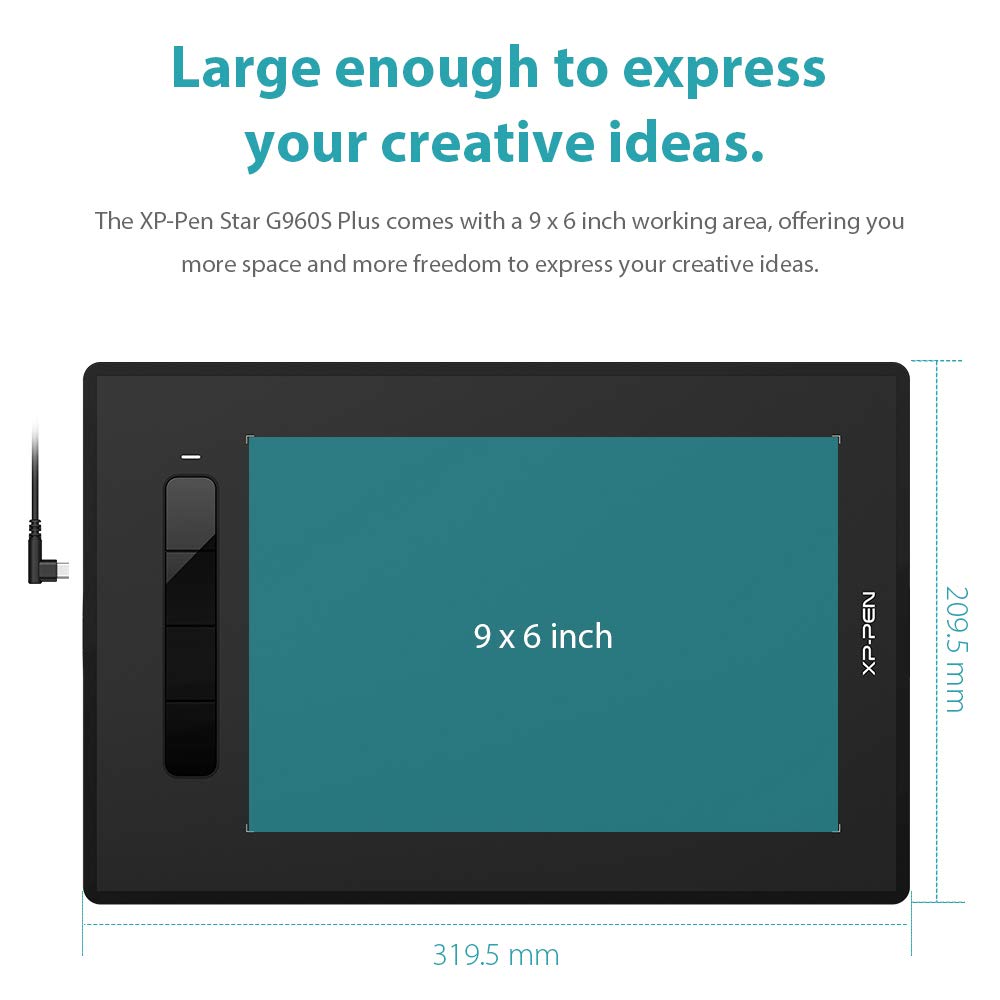 Large enough to express
your creative ideas.
The XP-Pen Star G960S Plus comes with a 9 x 6 inch working area, offering you
more space and more freedom to express your creative ideas.
9 x 6 inch
XP-PEN
209.5 mm
319.5 mm